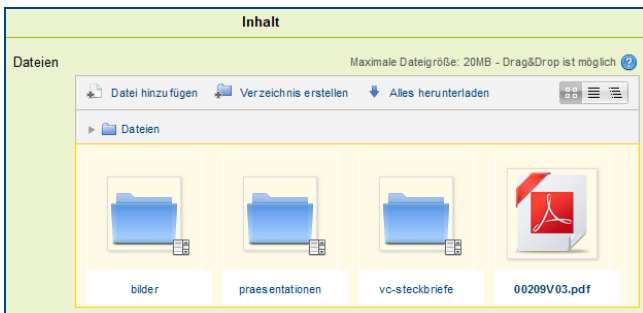 Inhalt
Dateien
Maximale Dateigröße: 20MB - Drag&Drop ist möglich ?
Datei hinzufügen Verzeichnis erstellen Alles herunterladen
Dateien
bilder praesentationen vc-steckbriefe 00209V03.pdf